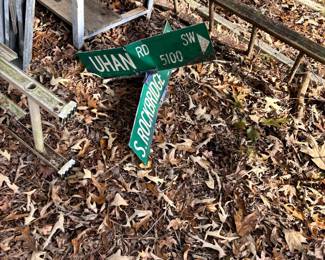 UHAN RD SW
5100
S. ROCKBRIDGE